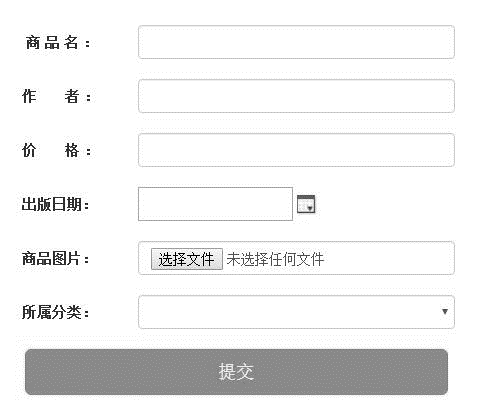 商 品 名 ：
作 者 ：
价 格 ：
出版日期：
商品图片： 选择文件 未选择任何文件
所属分类：
提交